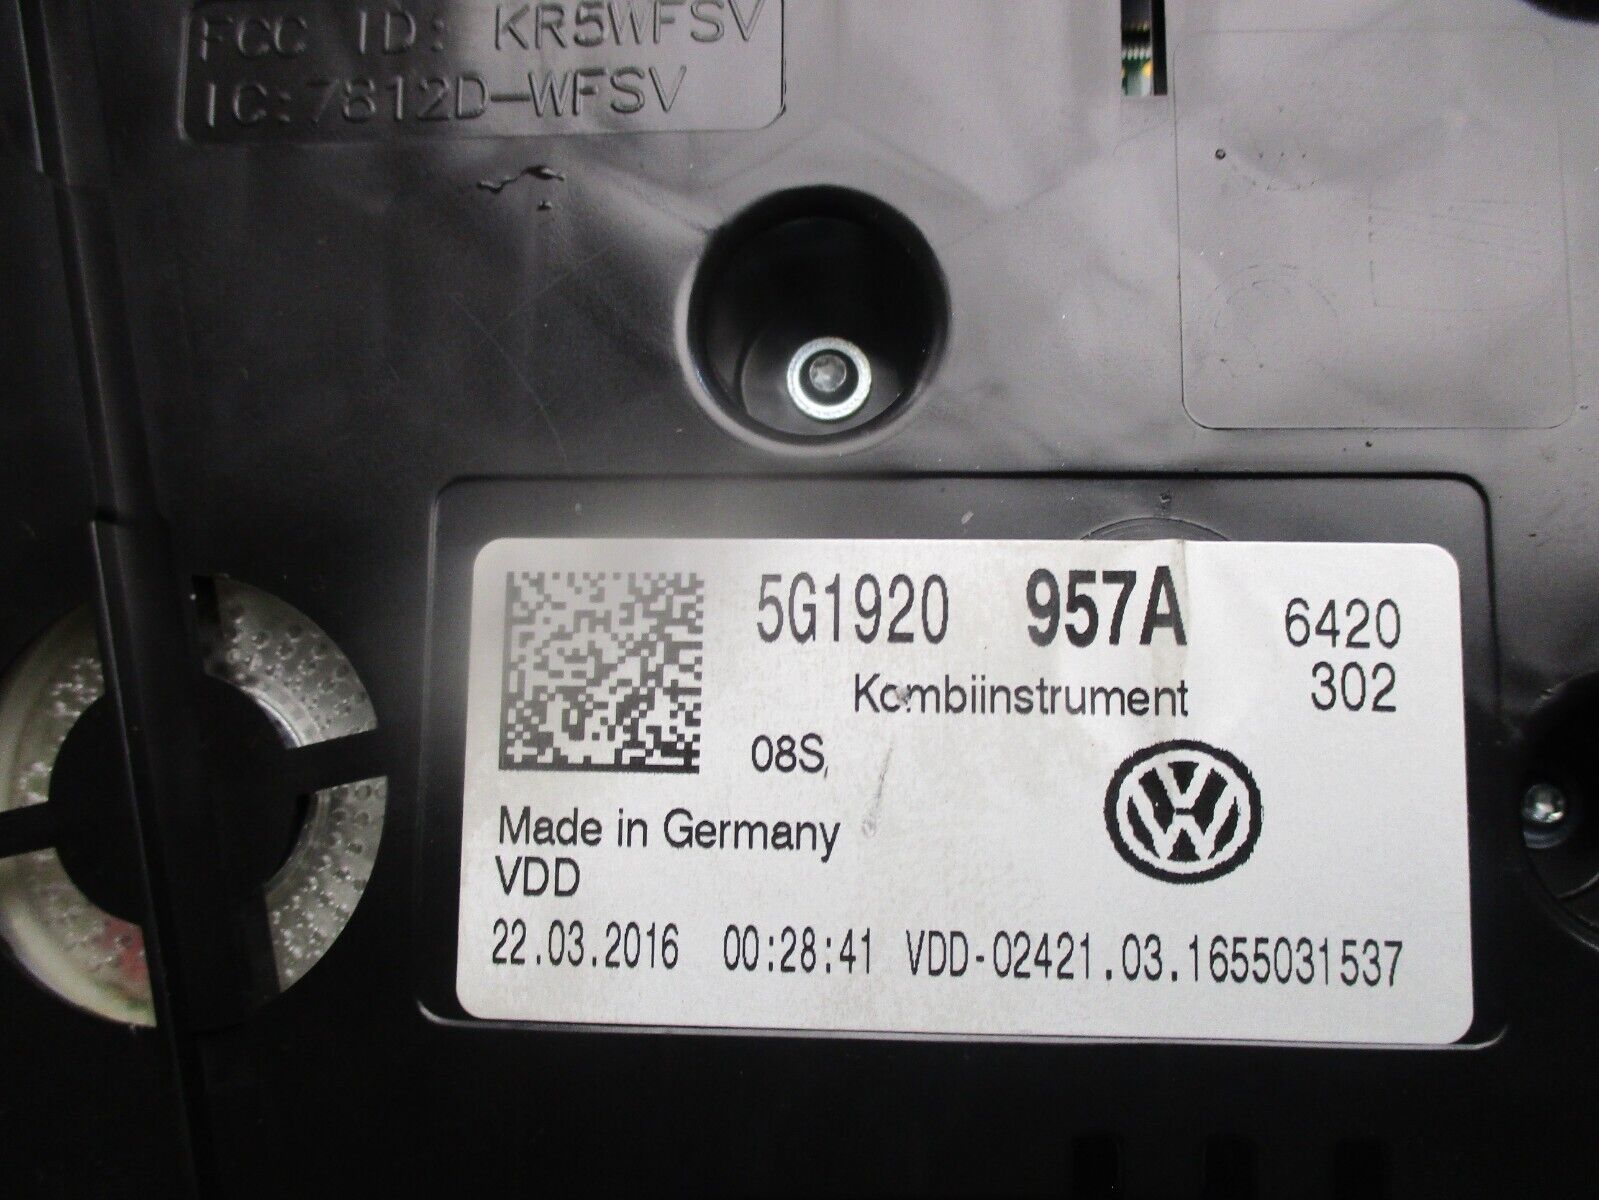 FCC ID: KR5WFSV
IC:7812D-WFSV
5G1920 957A 6420
Kombiinstrument 302
08S
Made in Germany
VDD
22.03.2016 00:28:41 VDD-02421.03.1655031537